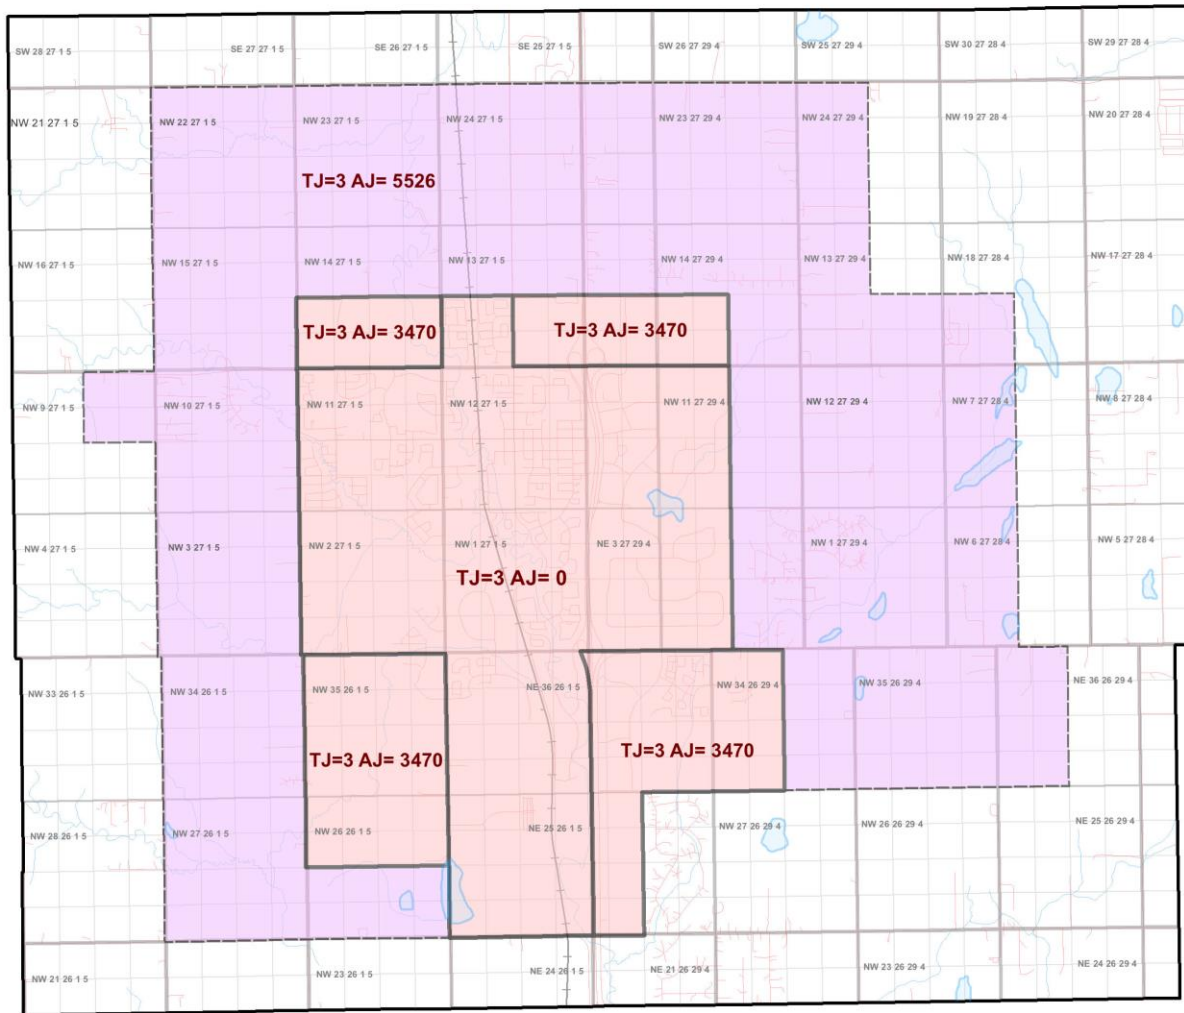 SW 28 27 1 5
SE 27 27 1 5
SE 26 27 1 5
SE 25 27 1 5
SW 26 27 29 4
SW 25 27 29 4
SW 30 27 28 4
SW 29 27 28 4
NW 21 27 1 5
NW 22 27 1 5
NW 23 27 1 5
NW 24 27 1 5
NW 23 27 29 4
NW 24 27 29 4
NW 19 27 28 4
NW 20 27 28 4
TJ=3 AJ= 5526
NW 16 27 1 5
NW 15 27 1 5
NW 14 27 1 5
NW 13 27 1 5
NW 14 27 29 4
NW 13 27 29 4
NW 18 27 28 4
NW 17 27 28 4
TJ=3 AJ= 3470
TJ=3 AJ= 3470
NW 9 27 1 5
NW 10 27 1 5
NW 11 27 1 5
NW 12 27 1 5
NW 11 27 29 4
NW 12 27 29 4
NW 7 27 28 4
NW 8 27 28 4
NW 4 27 1 5
NW 3 27 1 5
NW 2 27 1 5
NW 1 27 1 5
NE 3 27 29 4
NW 1 27 29 4
NW 6 27 28 4
NW 5 27 28 4
TJ=3 AJ= 0
NW 33 26 1 5
NW 34 26 1 5
NW 35 26 1 5
NE 36 26 1 5
NW 34 26 29 4
NW 35 26 29 4
NE 36 26 29 4
TJ=3 AJ= 3470
TJ=3 AJ= 3470
NW 28 26 1 5
NW 27 26 1 5
NW 26 26 1 5
NE 25 26 1 5
NW 27 26 29 4
NW 26 26 29 4
NE 25 26 29 4
NW 21 26 1 5
NW 23 26 1 5
NE 24 26 1 5
NE 21 26 29 4
NW 23 26 29 4
NE 24 26 29 4